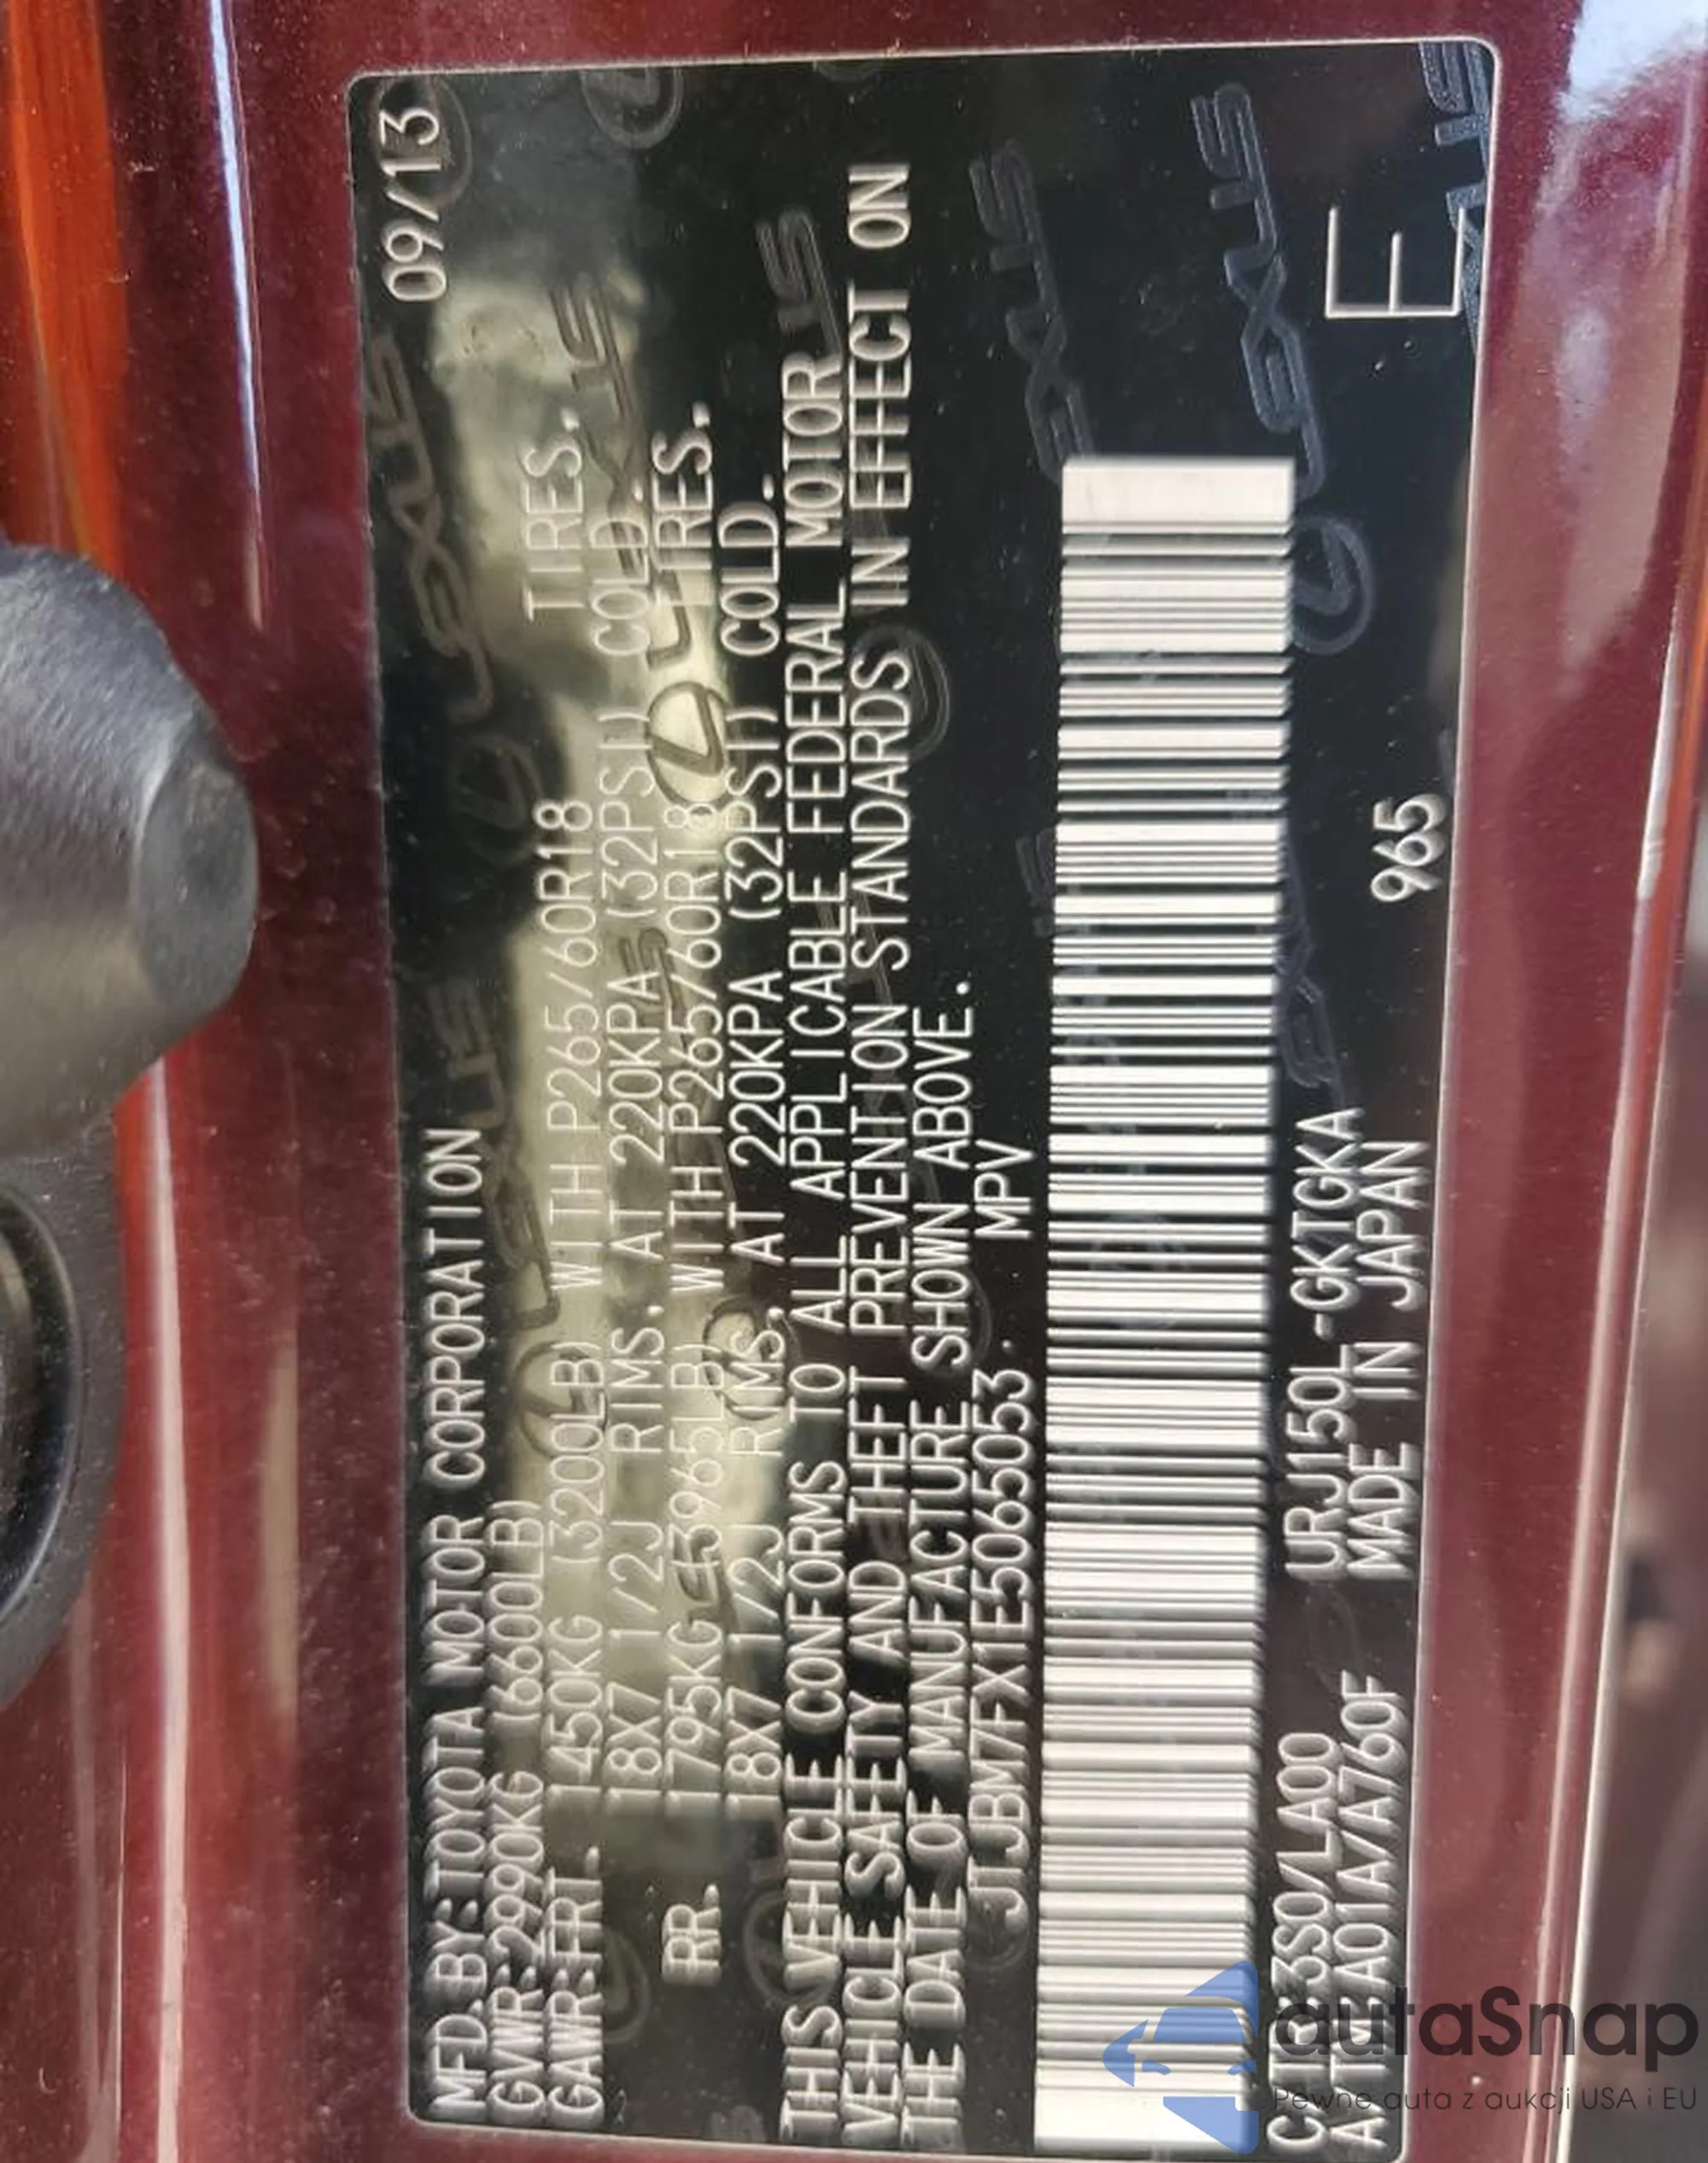 MFD.BY:TOYOTA MOTOR CORPORATION 09/13
GVWR:2990KG (6600LB)
GAWR:FRT. 1450KG (3200LB) WITH P265/60R18 TIRES.
18X7 1/2J RIMS. AT 220KPA (32PSI) COLD.
RR. 1795KG (3965LB) WITH P265/60R18 TIRES.
18X7 1/2J RIMS. AT 220KPA (32PSI) COLD.
THIS VEHICLE CONFORMS TO ALL APPLICABLE FEDERAL MOTOR
VEHICLE SAFETY AND THEFT PREVENTION STANDARDS IN EFFECT ON
THE DATE OF MANUFACTURE SHOWN ABOVE.
JTJBM7FX1E5065053 MPV
C/TR:3S0/LA00 URJ150L-GKTGKA
A/TM:A01A/A760F MADE IN JAPAN 965
E
LEXUS
autaSnap
Pewne auta z aukcji USA i EU